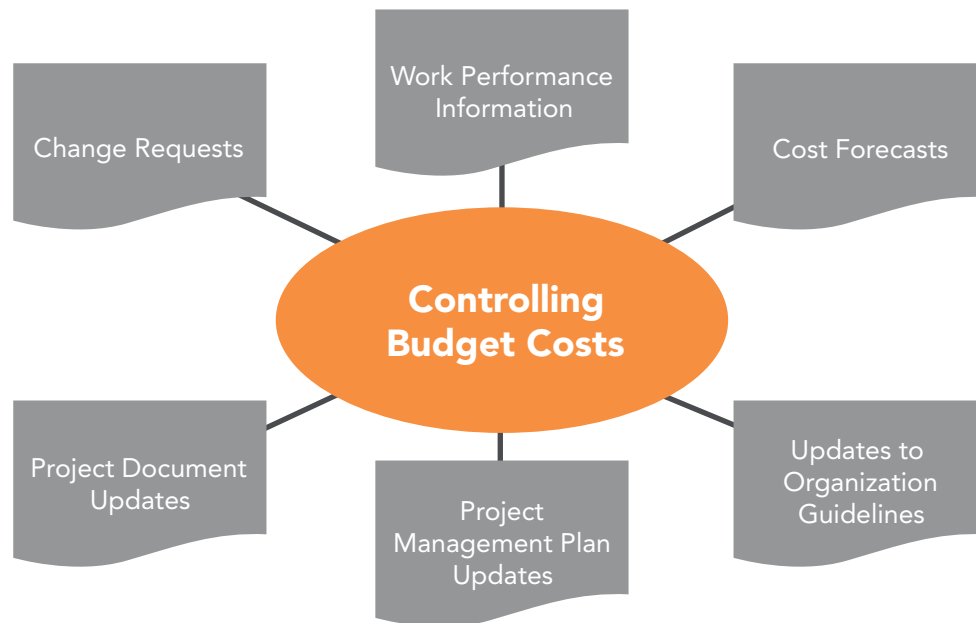 Work Performance
Information
Change Requests
Cost Forecasts
Controlling
Budget Costs
Project Document
Updates
Project
Management Plan
Updates
Updates to
Organization
Guidelines